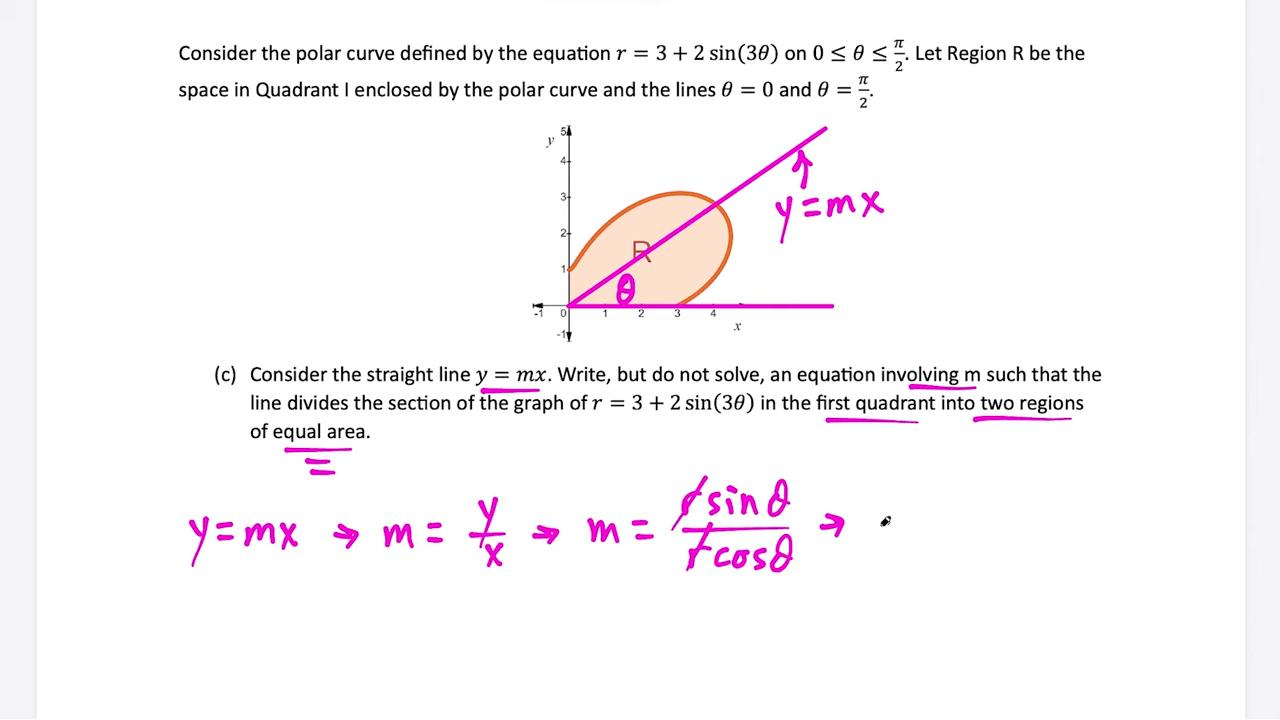 Consider the polar curve defined by the equation r = 3 + 2 sin(3θ) on 0 ≤ θ ≤ π/2. Let Region R be the
space in Quadrant I enclosed by the polar curve and the lines θ = 0 and θ = π/2.
y
5
4
3
2
1
-1
0
1
2
3
4
-1
x
R
θ
y=mx
(c) Consider the straight line y = mx. Write, but do not solve, an equation involving m such that the
line divides the section of the graph of r = 3 + 2 sin(3θ) in the first quadrant into two regions
of equal area.
y=mx → m = y/x → m = r sinθ / r cosθ →